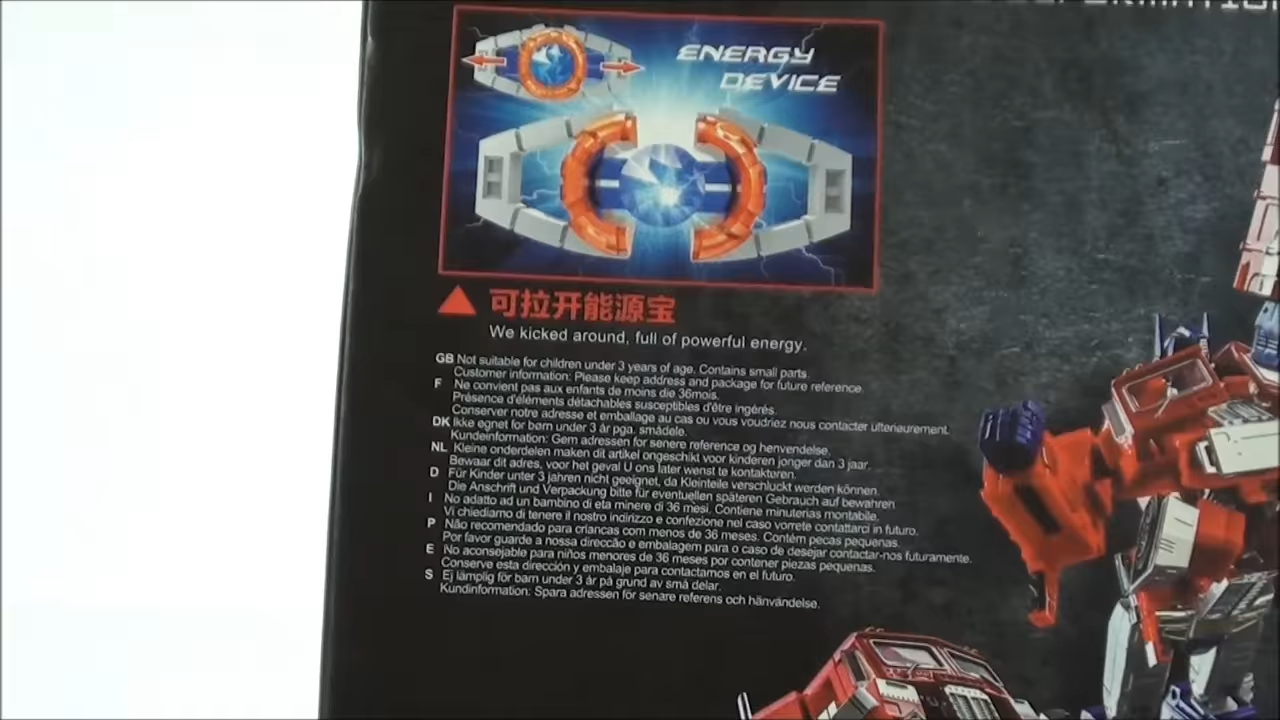 ENERGY
DEVICE
可拉开能源宝
We kicked around, full of powerful energy.
GB Not suitable for children under 3 years of age. Contains small parts.
Customer information: Please keep address and package for future reference.
F Ne convient pas aux enfants de moins die 36mois.
Présence d'éléments détachables susceptibles d'être ingérés.
Conserver notre adresse et emballage au cas ou vous voudriez nous contacter ulterieurement.
DK Ikke egnet for børn under 3 år pga. smådele.
Kundeinformation: Gem adressen for senere reference og henvendelse.
NL Kleine onderdelen maken dit artikel ongeschikt voor kinderen jonger dan 3 jaar.
Bewaar dit adres, voor het geval U ons later wenst te kontakteren.
D Für Kinder unter 3 jahren nicht geeignet, da Kleinteile verschluckt werden können.
Die Anschrift und Verpackung bitte für eventuellen späteren Gebrauch auf bewahren
I No adatto ad un bambino di eta minere di 36 mesi. Contiene minuterias montabile.
Vi chiediamo di tenere il nostro indirizzo e confezione nel caso vorrete contattarci in futuro.
P Não recomendado para criancas com menos de 36 meses. Contém pecas pequenas.
Por favor guarde a nossa direccão e embalagem para o caso de desejar contactar-nos futuramente.
E No aconsejable para niños menores de 36 meses por contener piezas pequenas.
Conserve esta dirección y embalaje para contactarnos en el futuro.
S Ej lämplig för barn under 3 år på grund av små delar.
Kundinformation: Spara adressen för senare referens och hänvändelse.